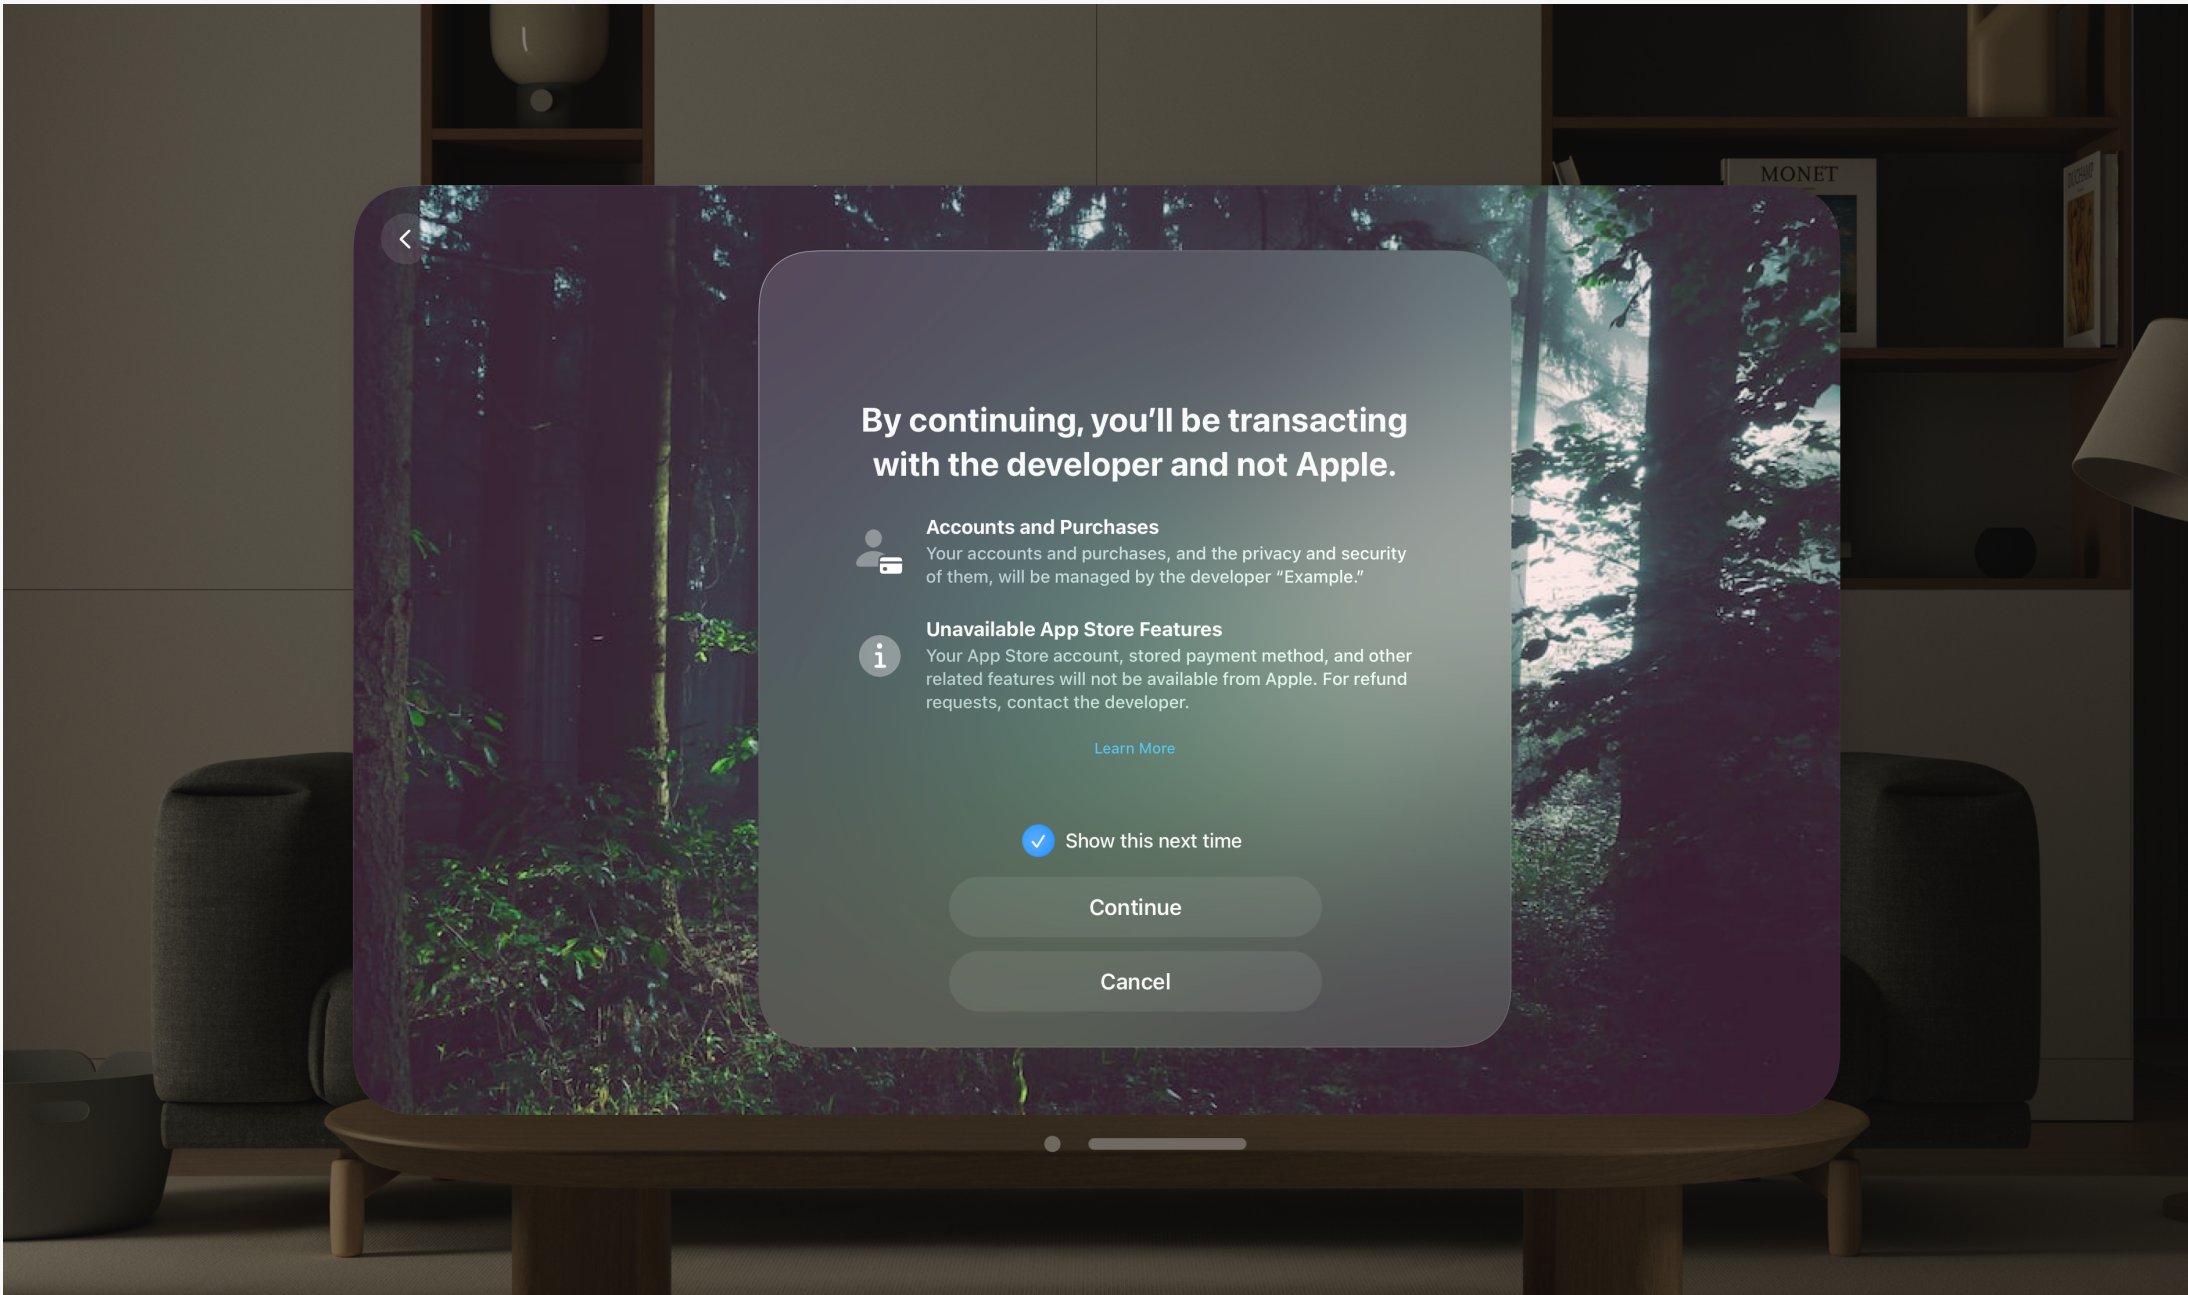 MONET
DUCHAMP
By continuing, you’ll be transacting
with the developer and not Apple.
Accounts and Purchases
Your accounts and purchases, and the privacy and security
of them, will be managed by the developer “Example.”
Unavailable App Store Features
Your App Store account, stored payment method, and other
related features will not be available from Apple. For refund
requests, contact the developer.
Learn More
Show this next time
Continue
Cancel